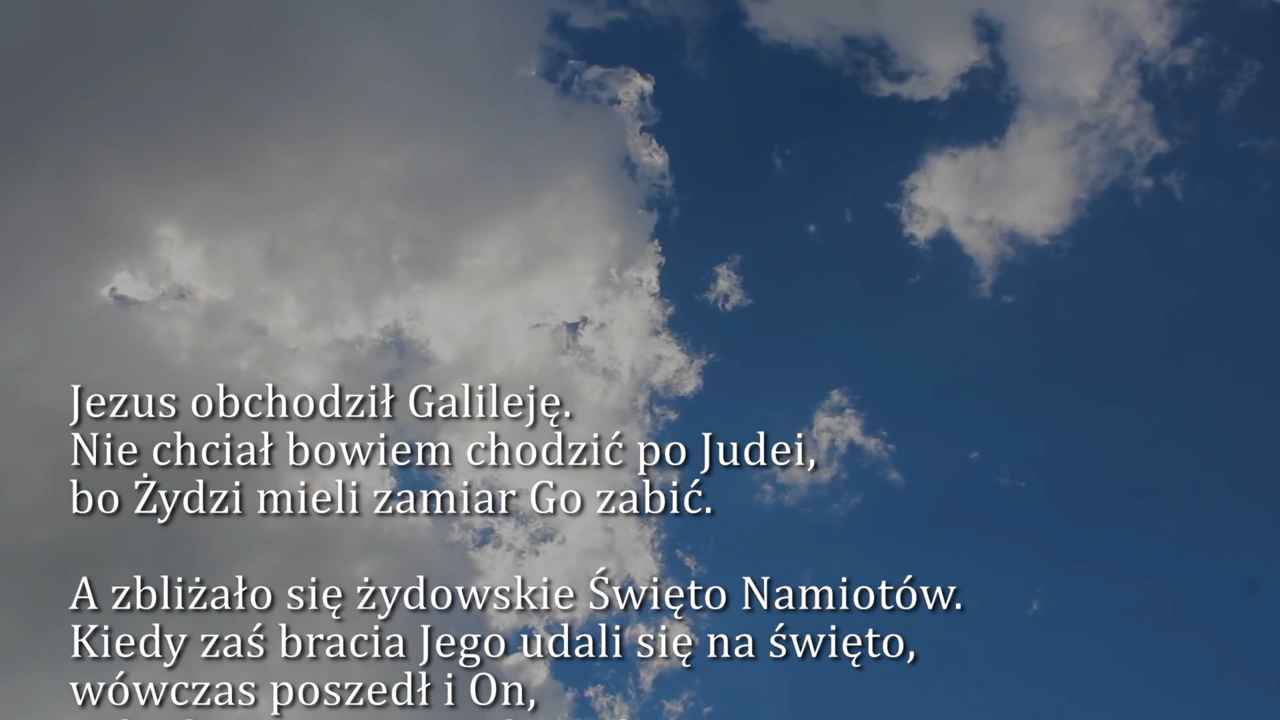 Jezus obchodził Galileję.
Nie chciał bowiem chodzić po Judei,
bo Żydzi mieli zamiar Go zabić.
A zbliżało się żydowskie Święto Namiotów.
Kiedy zaś bracia Jego udali się na święto,
wówczas poszedł i On,